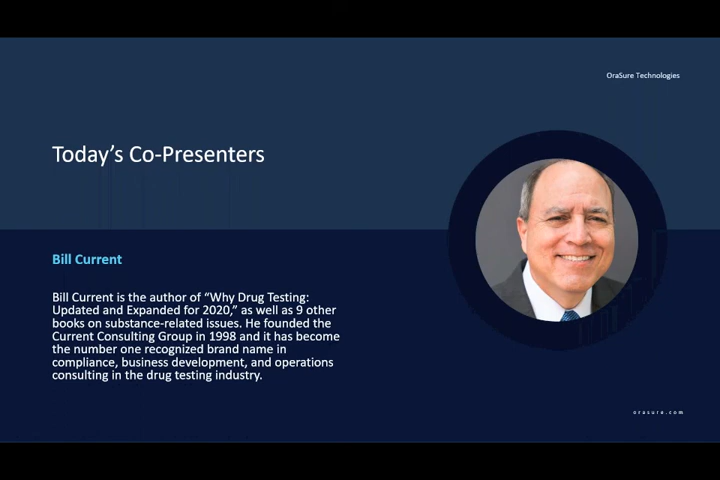 OraSure Technologies
Today’s Co-Presenters
Bill Current
Bill Current is the author of “Why Drug Testing:
Updated and Expanded for 2020,” as well as 9 other
books on substance-related issues. He founded the
Current Consulting Group in 1998 and it has become
the number one recognized brand name in
compliance, business development, and operations
consulting in the drug testing industry.
orasure.com